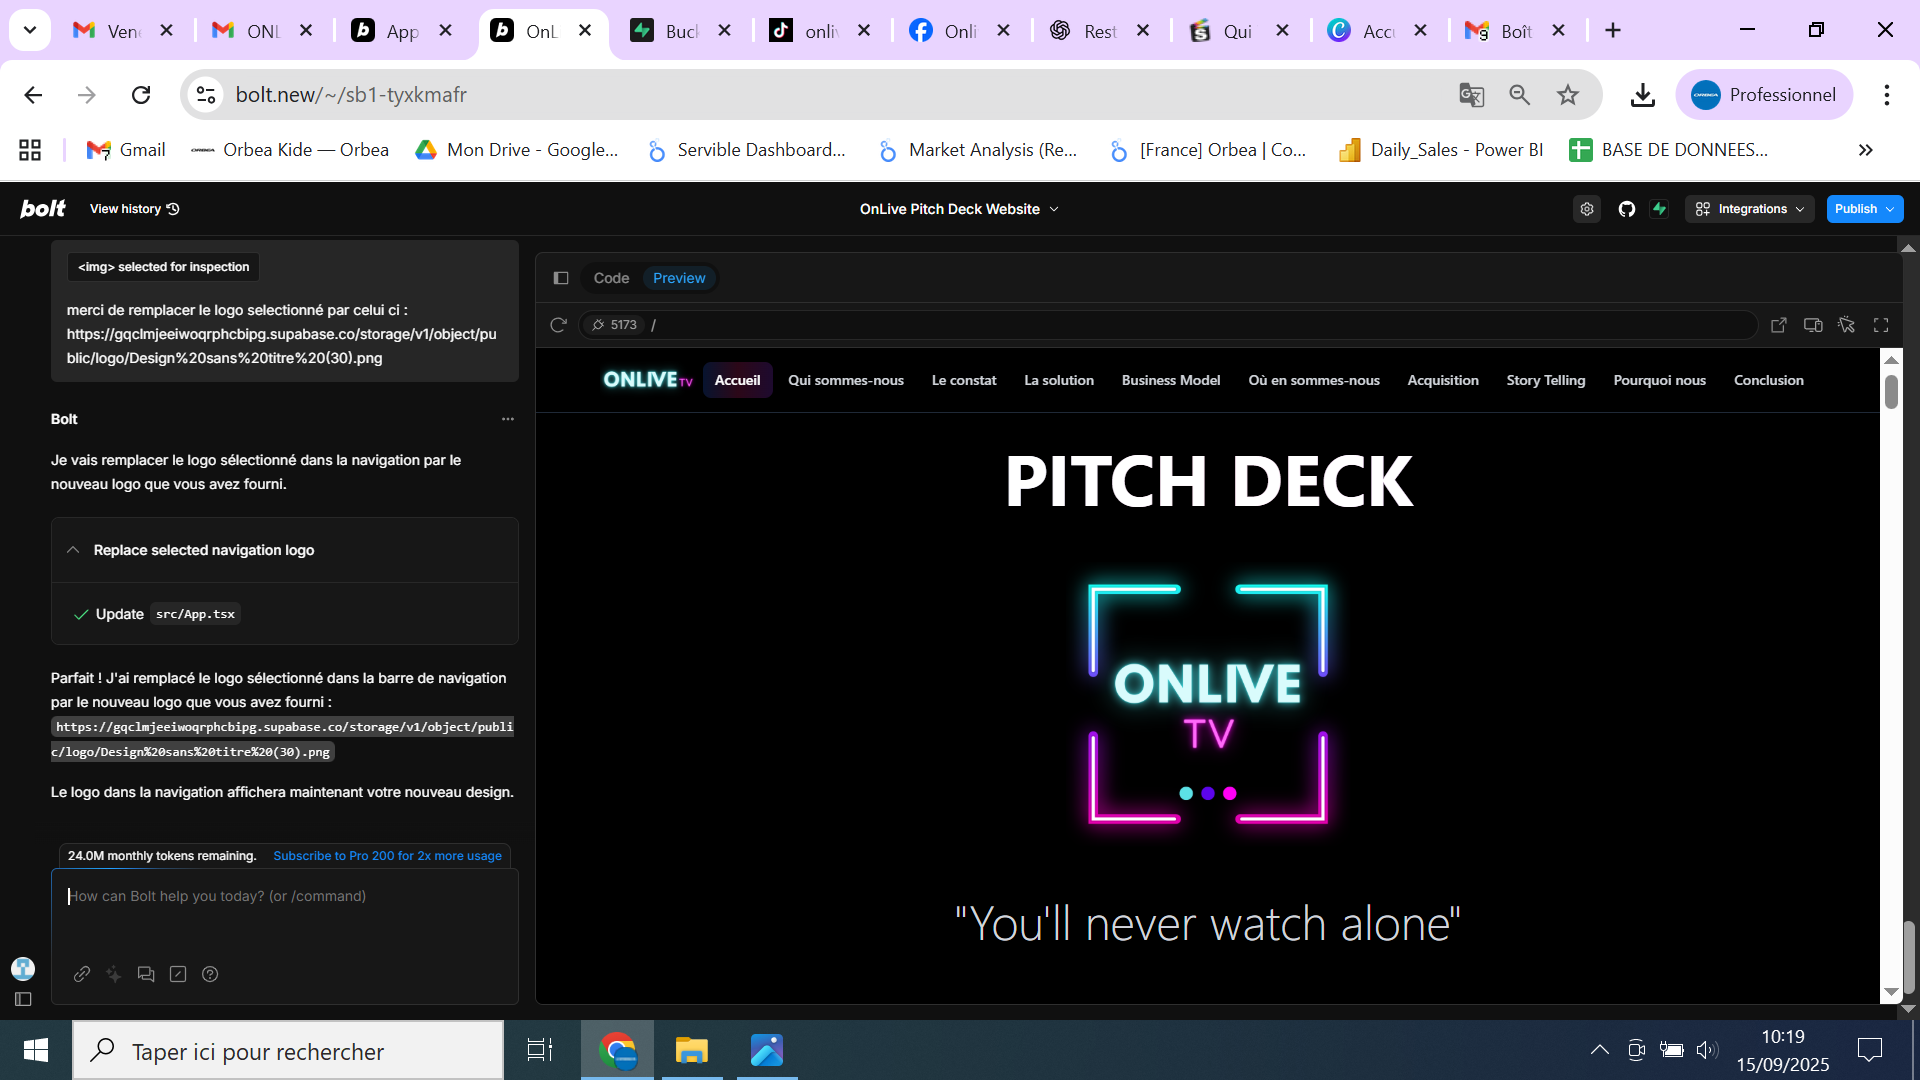 Ven
ONL
App
OnL
Buc
onli
Onli
Rest
Qui
Acc
Boît
bolt.new/~/sb1-tyxkmafr
Professionnel
Gmail
Orbea Kide — Orbea
Mon Drive - Google...
Servible Dashboard...
Market Analysis (Re...
[France] Orbea | Co...
Daily_Sales - Power BI
BASE DE DONNEES...
bolt
View history
OnLive Pitch Deck Website
Integrations
Publish
<img> selected for inspection
merci de remplacer le logo selectionné par celui ci :
https://gqclmjeeiwoqrphcbipg.supabase.co/storage/v1/object/pu
blic/logo/Design%20sans%20titre%20(30).png
Bolt
Je vais remplacer le logo sélectionné dans la navigation par le
nouveau logo que vous avez fourni.
Replace selected navigation logo
Update src/App.tsx
Parfait ! J'ai remplacé le logo sélectionné dans la barre de navigation
par le nouveau logo que vous avez fourni :
https://gqclmjeeiwoqrphcbipg.supabase.co/storage/v1/object/publi
c/logo/Design%20sans%20titre%20(30).png
Le logo dans la navigation affichera maintenant votre nouveau design.
24.0M monthly tokens remaining. Subscribe to Pro 200 for 2x more usage
How can Bolt help you today? (or /command)
Code
Preview
5173 /
ONLIVE TV
Accueil
Qui sommes-nous
Le constat
La solution
Business Model
Où en sommes-nous
Acquisition
Story Telling
Pourquoi nous
Conclusion
PITCH DECK
ONLIVE
TV
"You'll never watch alone"
Taper ici pour rechercher
10:19
15/09/2025